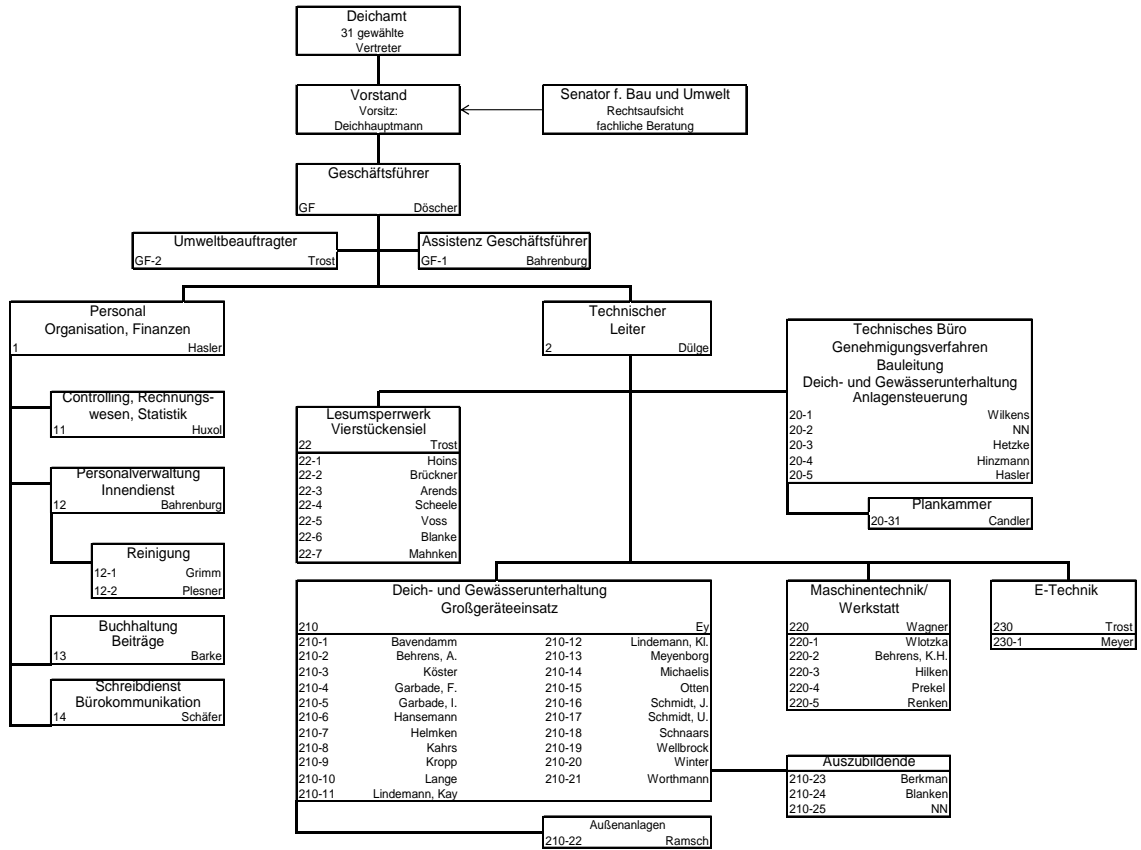 Deichamt
31 gewählte
Vertreter
Vorstand
Vorsitz:
Deichhauptmann
Senator f. Bau und Umwelt
Rechtsaufsicht
fachliche Beratung
Geschäftsführer
GF Döscher
Umweltbeauftragter
GF-2 Trost
Assistenz Geschäftsführer
GF-1 Bahrenburg
Personal
Organisation, Finanzen
1 Hasler
Technischer
Leiter
2 Dülge
Technisches Büro
Genehmigungsverfahren
Bauleitung
Deich- und Gewässerunterhaltung
Anlagensteuerung
20-1 Wilkens
20-2 NN
20-3 Hetzke
20-4 Hinzmann
20-5 Hasler
Plankammer
20-31 Candler
Controlling, Rechnungs-
wesen, Statistik
11 Huxol
Personalverwaltung
Innendienst
12 Bahrenburg
Reinigung
12-1 Grimm
12-2 Plesner
Buchhaltung
Beiträge
13 Barke
Schreibdienst
Bürokommunikation
14 Schäfer
Lesumsperrwerk
Vierstückensiel
22 Trost
22-1 Hoins
22-2 Brückner
22-3 Arends
22-4 Scheele
22-5 Voss
22-6 Blanke
22-7 Mahnken
Deich- und Gewässerunterhaltung
Großgeräteeinsatz
210 Ey
210-1 Bavendamm 210-12 Lindemann, Kl.
210-2 Behrens, A. 210-13 Meyenborg
210-3 Köster 210-14 Michaelis
210-4 Garbade, F. 210-15 Otten
210-5 Garbade, I. 210-16 Schmidt, J.
210-6 Hansemann 210-17 Schmidt, U.
210-7 Helmken 210-18 Schnaars
210-8 Kahrs 210-19 Wellbrock
210-9 Kropp 210-20 Winter
210-10 Lange 210-21 Worthmann
210-11 Lindemann, Kay
Außenanlagen
210-22 Ramsch
Maschinentechnik/
Werkstatt
220 Wagner
220-1 Wlotzka
220-2 Behrens, K.H.
220-3 Hilken
220-4 Prekel
220-5 Renken
Auszubildende
210-23 Berkman
210-24 Blanken
210-25 NN
E-Technik
230 Trost
230-1 Meyer